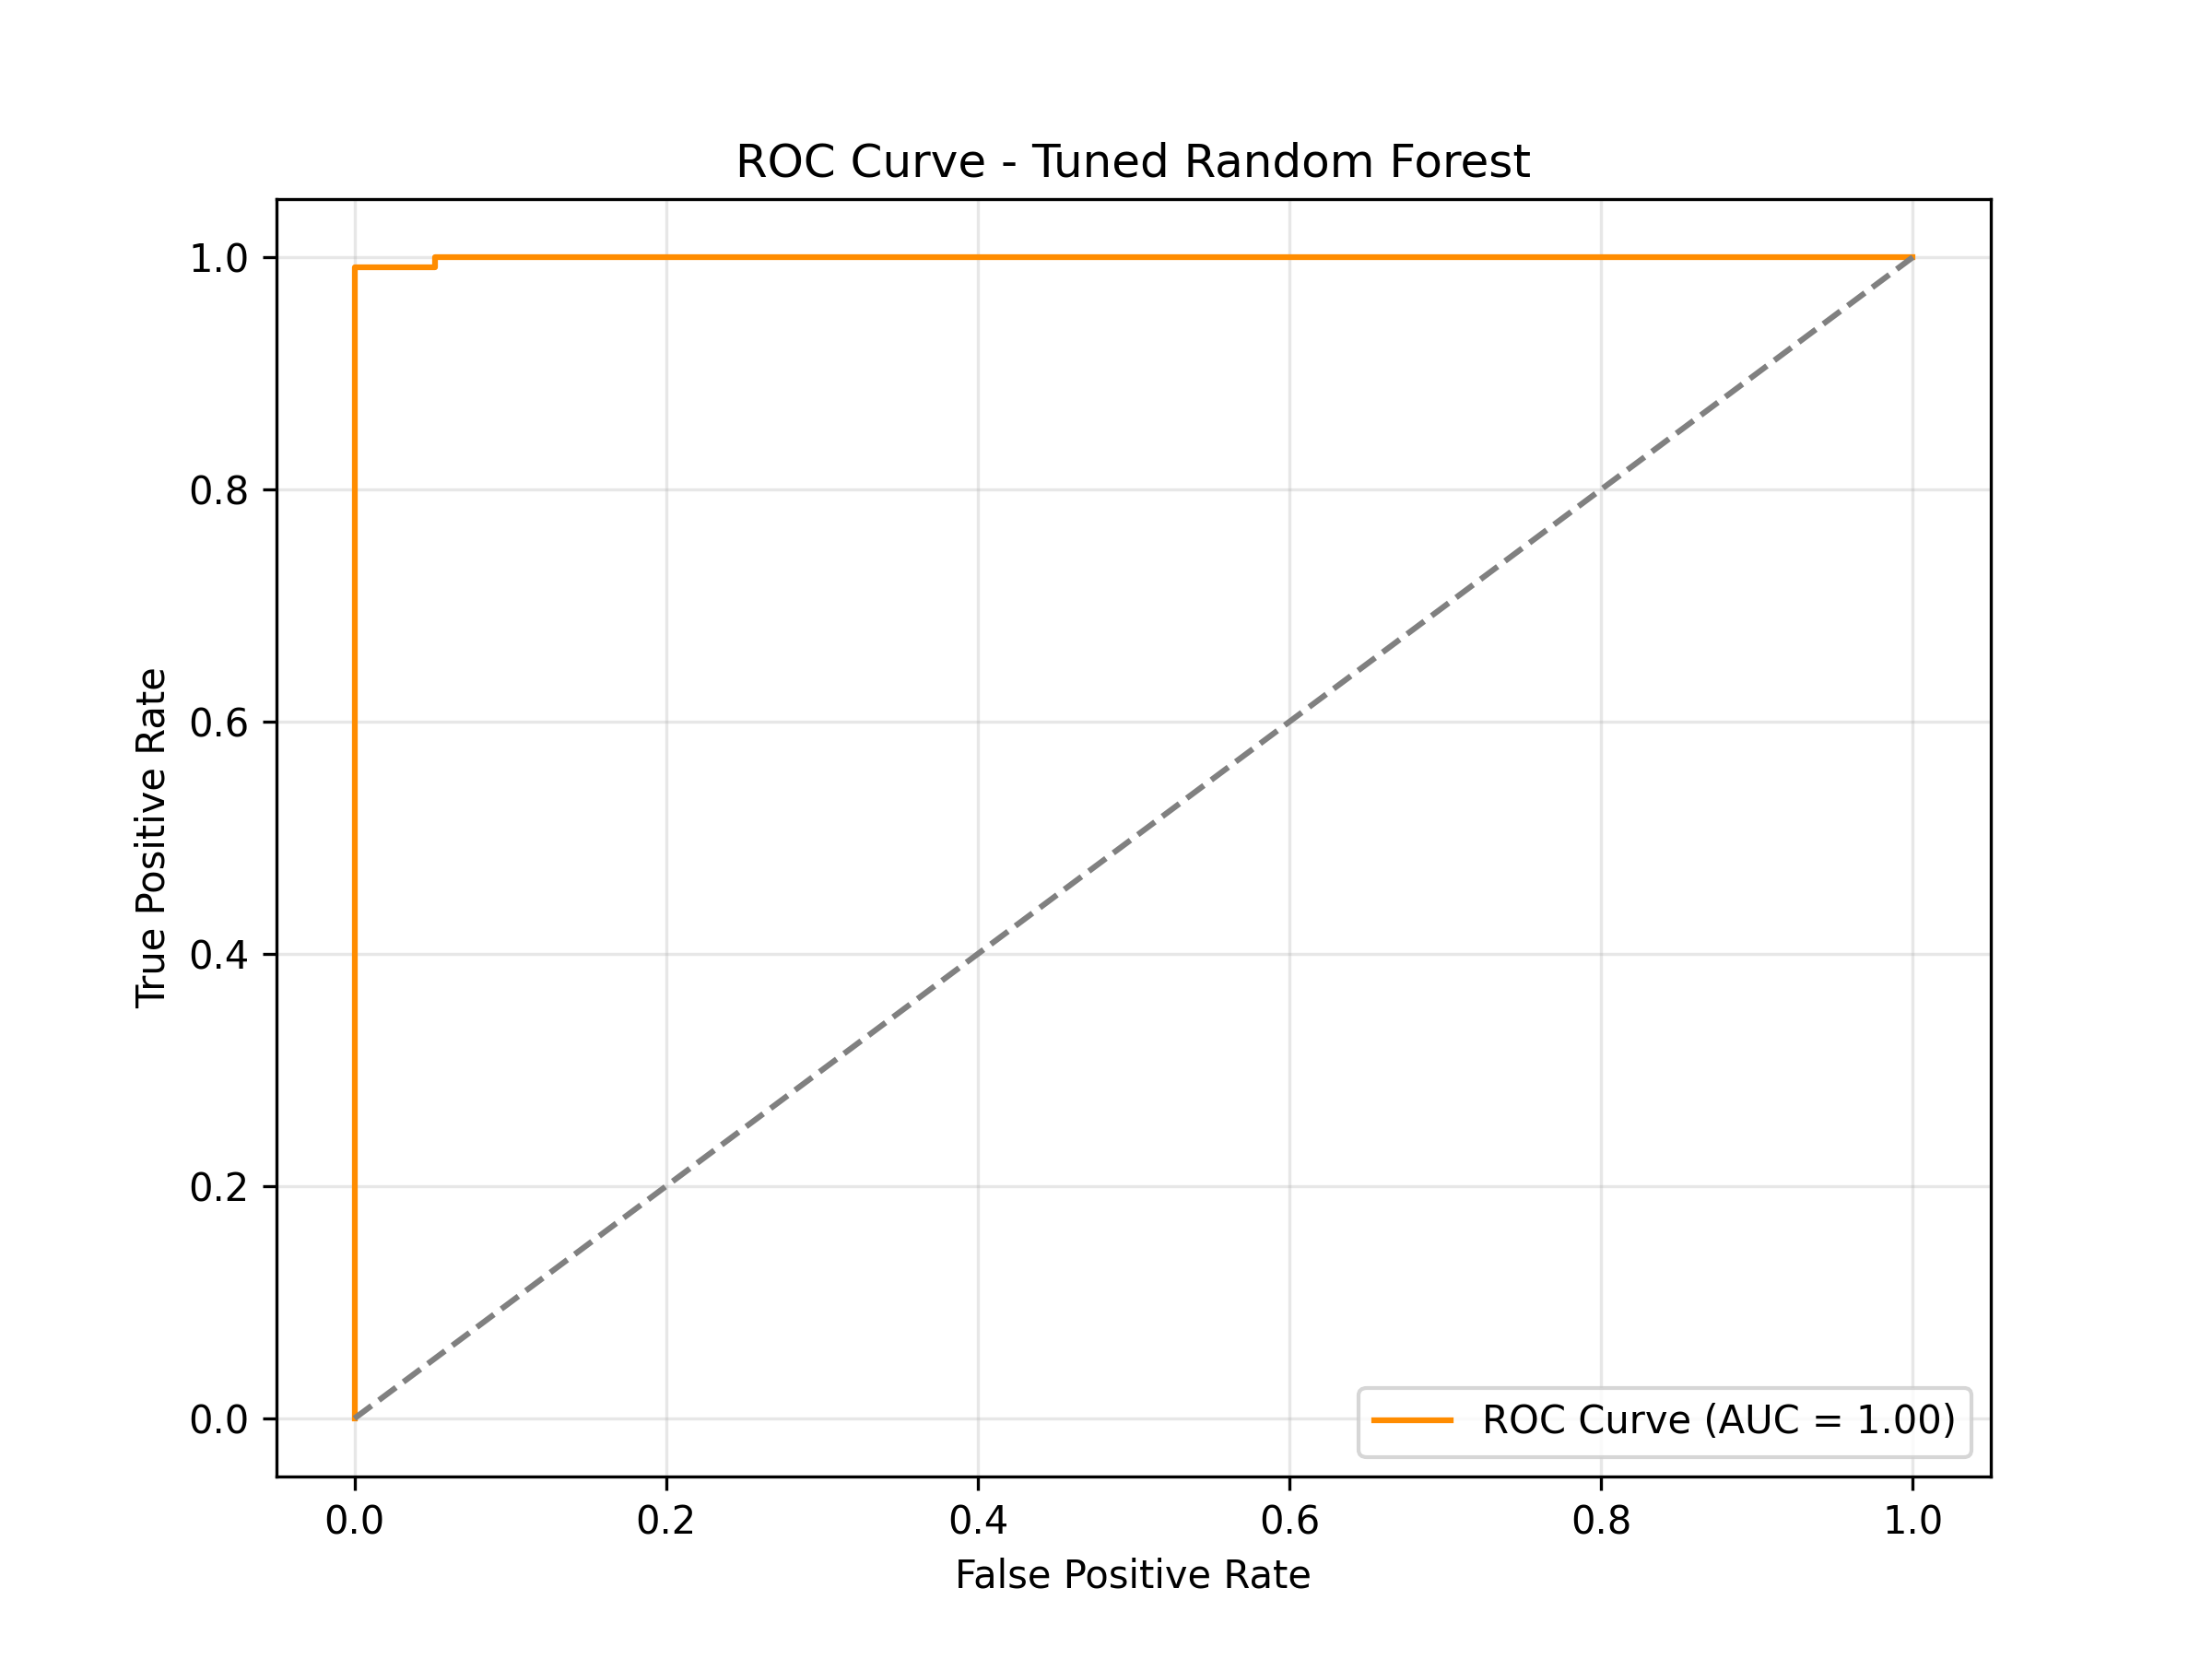 ROC Curve - Tuned Random Forest
True Positive Rate
1.0
0.8
0.6
0.4
0.2
0.0
ROC Curve (AUC = 1.00)
0.0 0.2 0.4 0.6 0.8 1.0
False Positive Rate